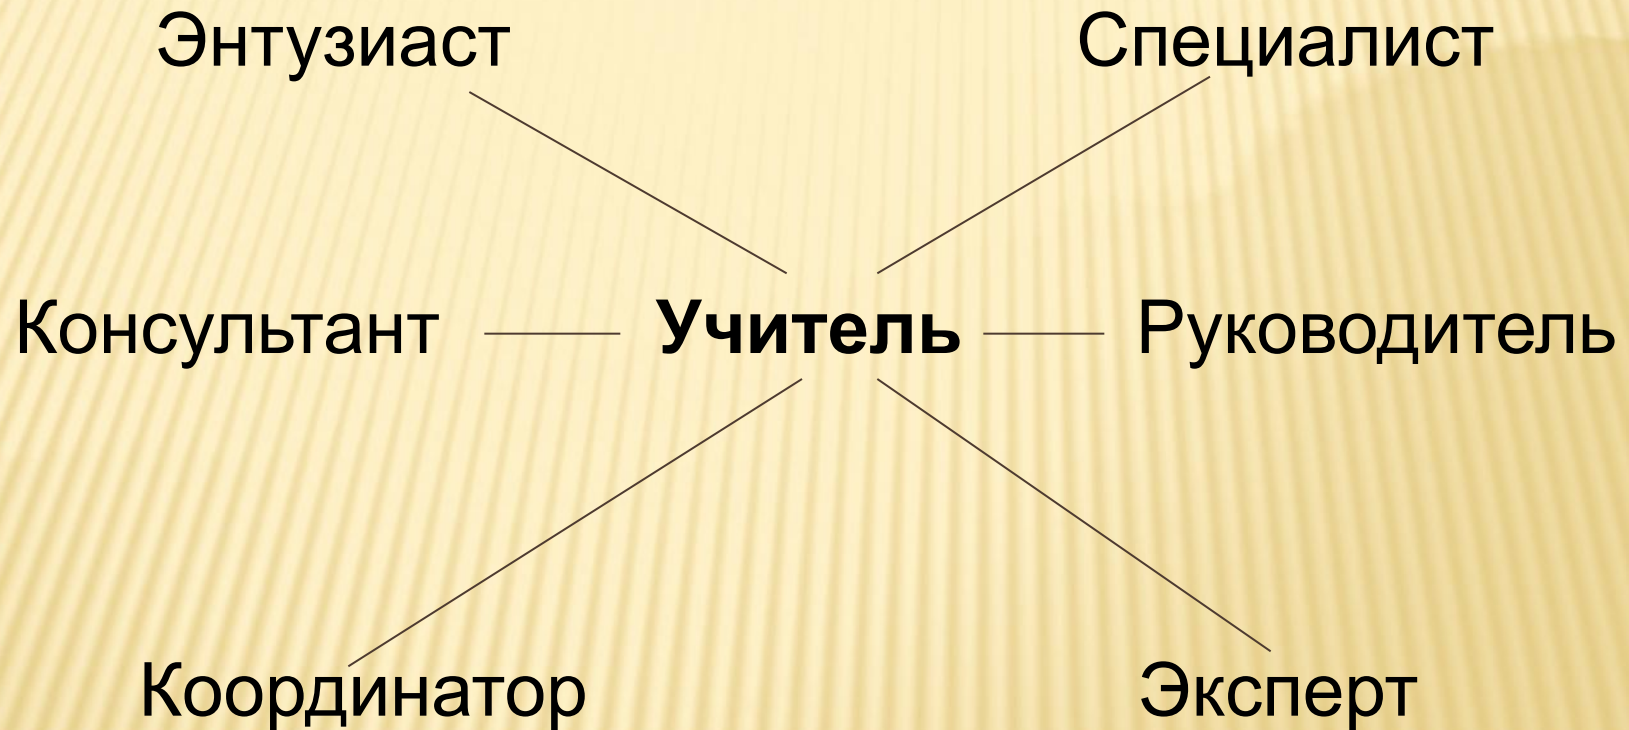 Энтузиаст
Специалист
Консультант
Учитель
Руководитель
Координатор
Эксперт